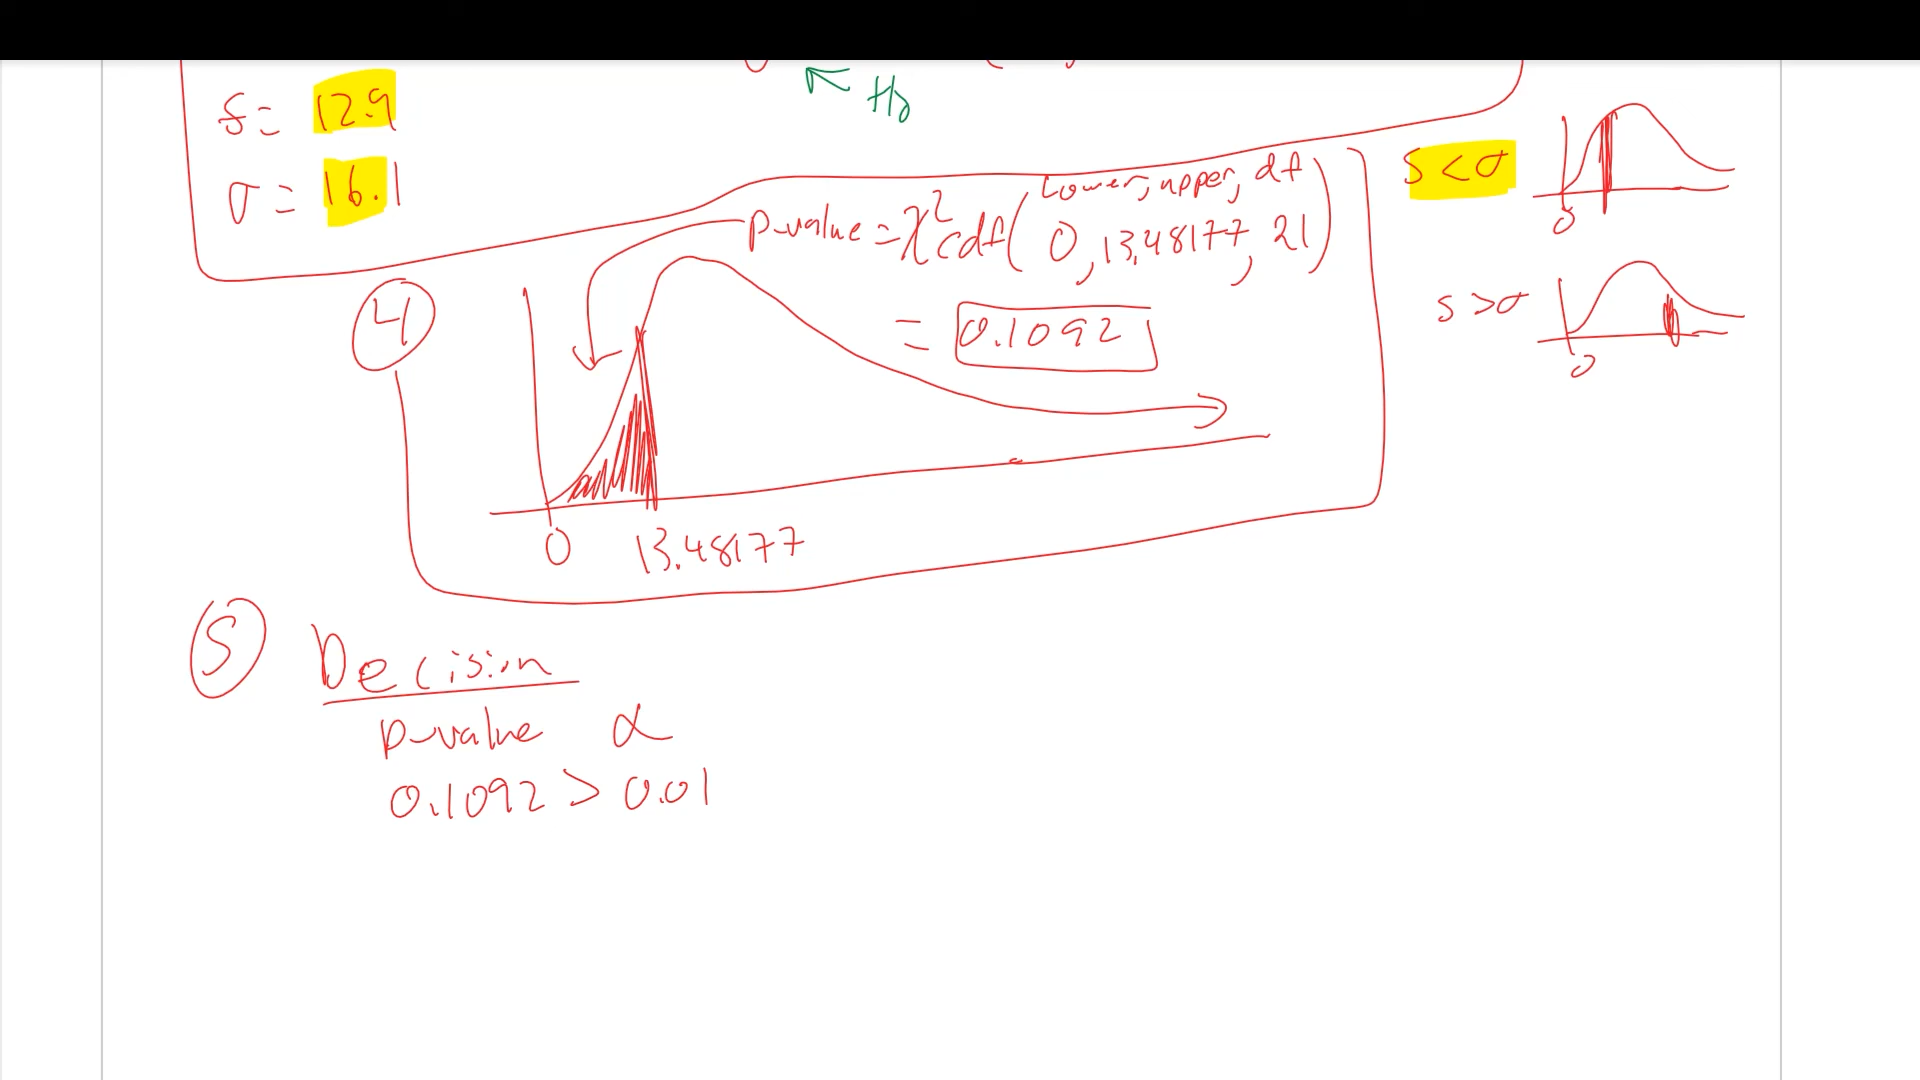 H₀
s = 12.9
σ = 16.1
s < σ
0
Lower, upper, df
p-value = χ²cdf(0, 13.48177, 21)
= 0.1092
s > σ
0
4
0
13.48177
5
Decision
p-value α
0.1092 > 0.01